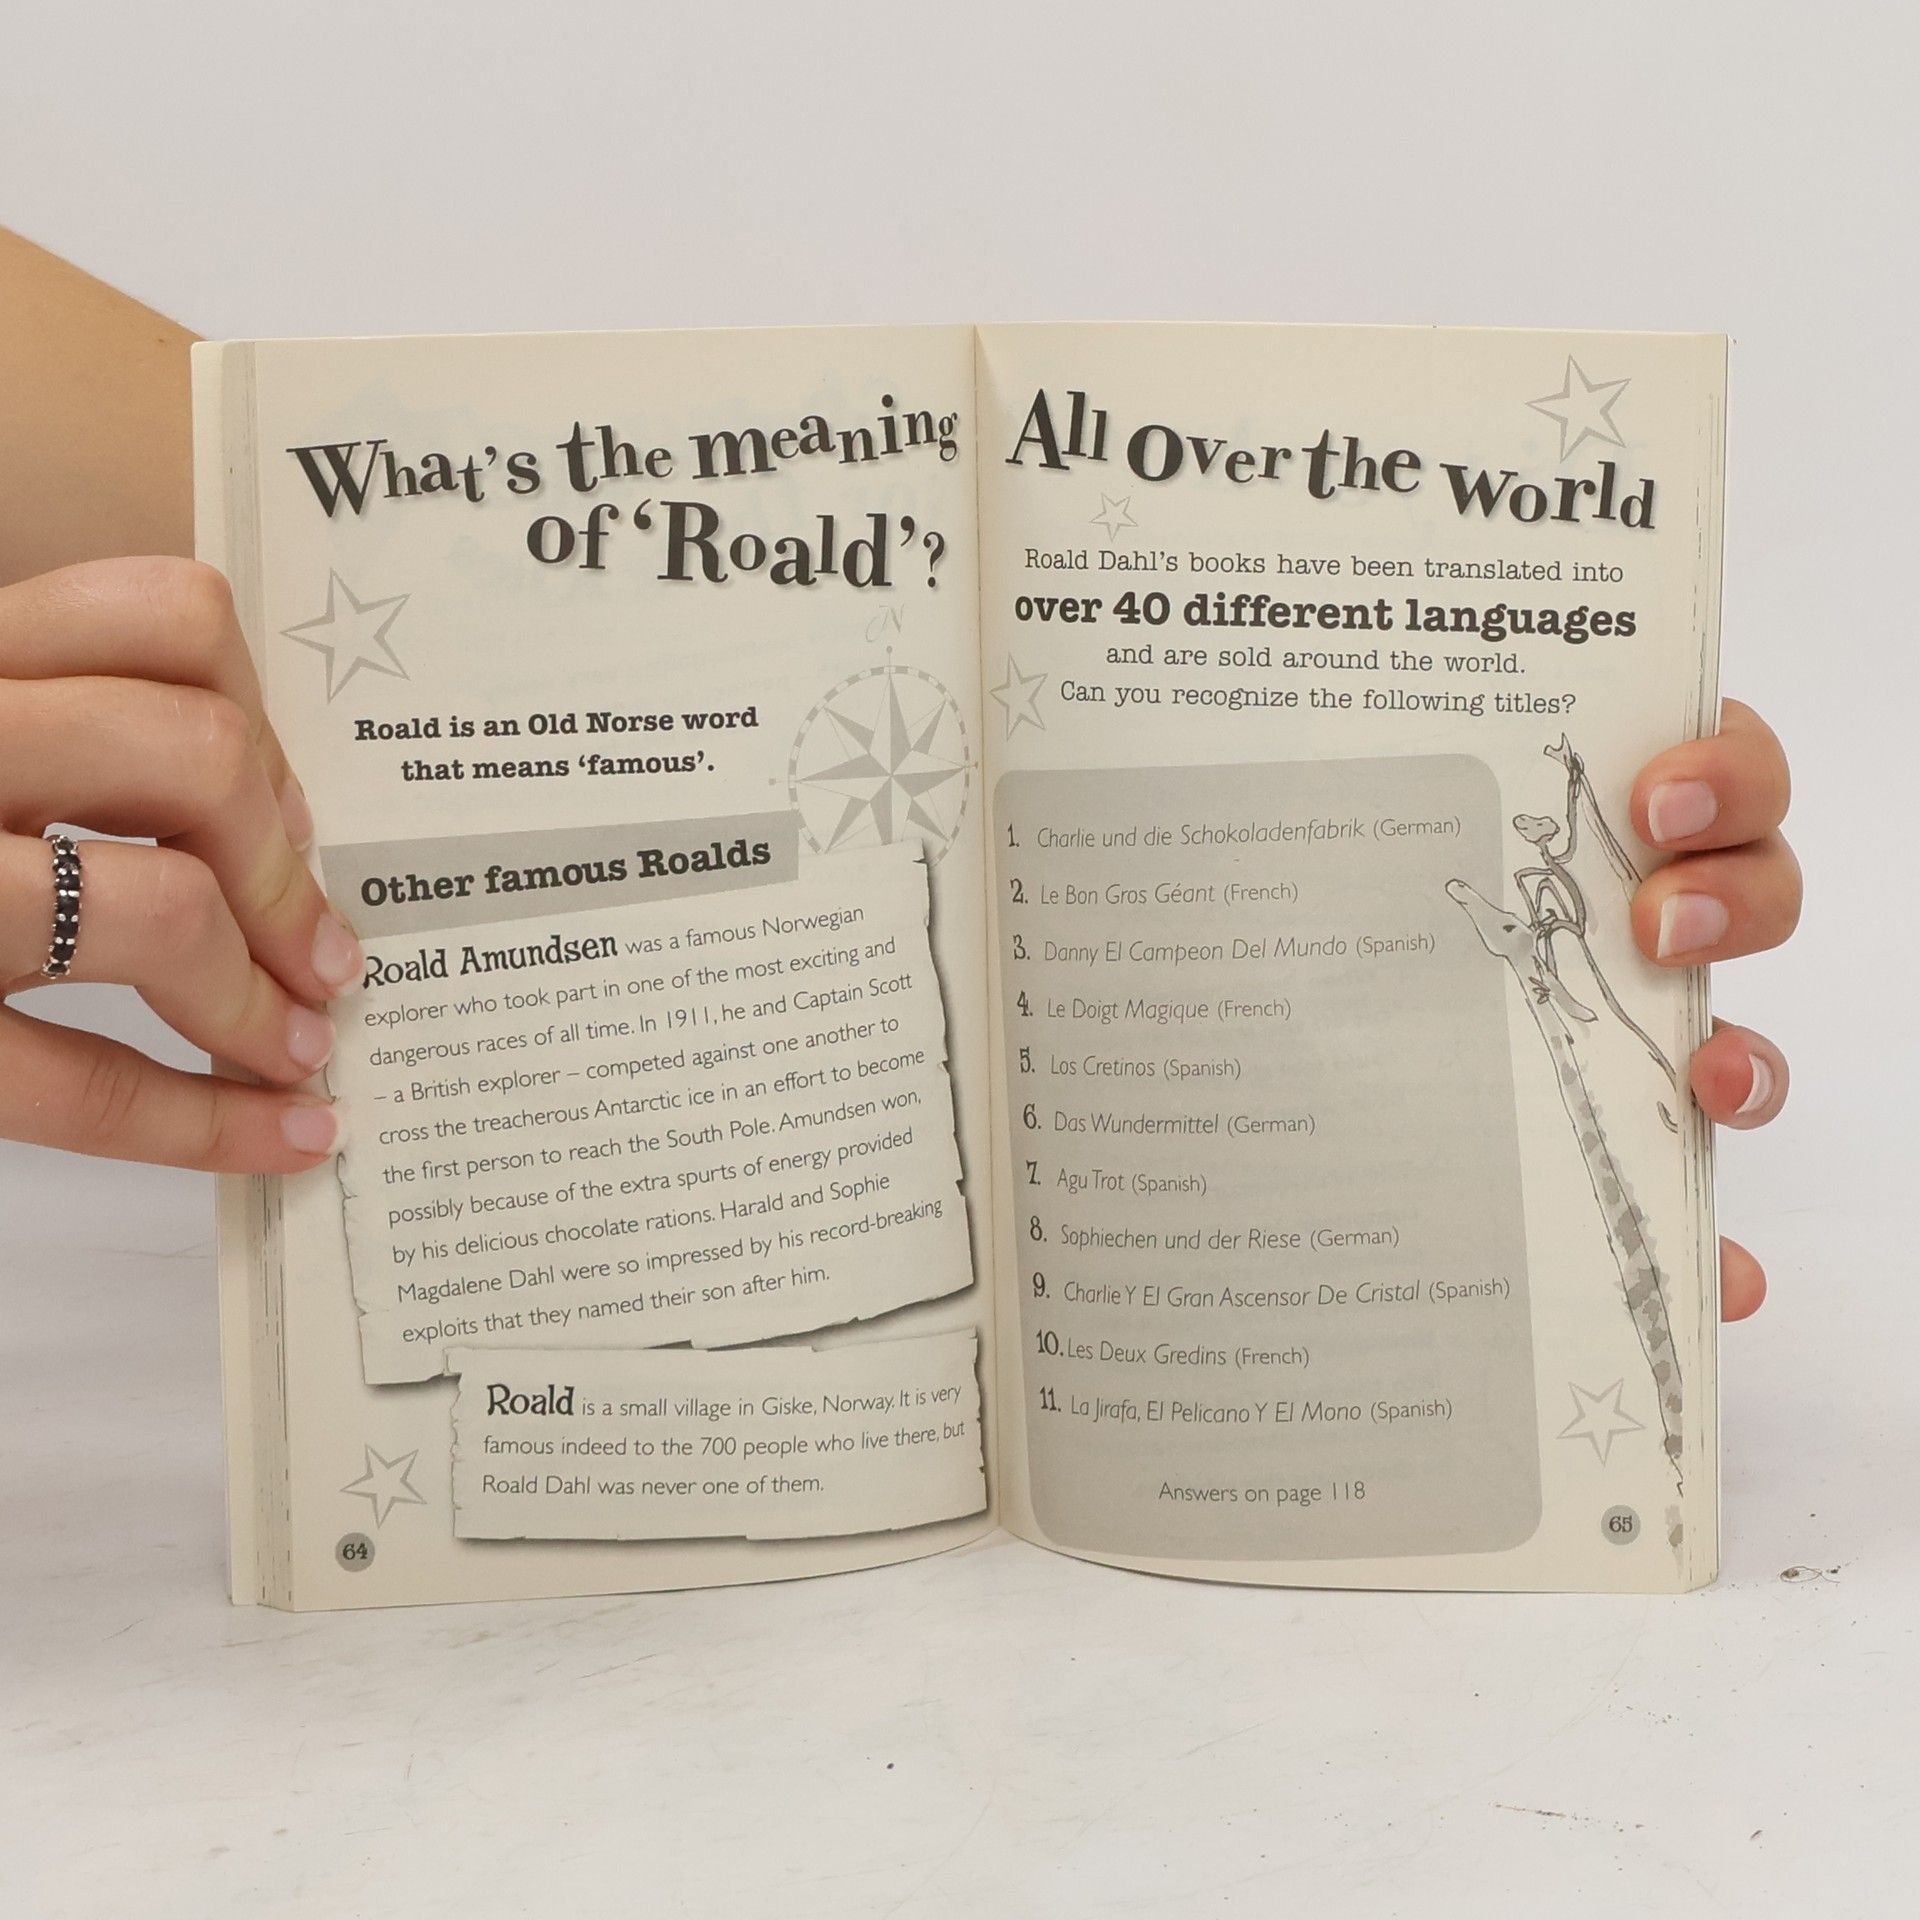 What's the meaning
of 'Roald'?
N
Roald is an Old Norse word
that means 'famous'.
Other famous Roalds
Roald Amundsen was a famous Norwegian
explorer who took part in one of the most exciting and
dangerous races of all time. In 1911, he and Captain Scott
– a British explorer – competed against one another to
cross the treacherous Antarctic ice in an effort to become
the first person to reach the South Pole. Amundsen won,
possibly because of the extra spurts of energy provided
by his delicious chocolate rations. Harald and Sophie
Magdalene Dahl were so impressed by his record-breaking
exploits that they named their son after him.
Roald is a small village in Giske, Norway. It is very
famous indeed to the 700 people who live there, but
Roald Dahl was never one of them.
64
All Over the World
Roald Dahl's books have been translated into
over 40 different languages
and are sold around the world.
Can you recognize the following titles?
1. Charlie und die Schokoladenfabrik (German)
2. Le Bon Gros Géant (French)
3. Danny El Campeon Del Mundo (Spanish)
4. Le Doigt Magique (French)
5. Los Cretinos (Spanish)
6. Das Wundermittel (German)
7. Agu Trot (Spanish)
8. Sophiechen und der Riese (German)
9. Charlie Y El Gran Ascensor De Cristal (Spanish)
10. Les Deux Gredins (French)
11. La Jirafa, El Pelicano Y El Mono (Spanish)
Answers on page 118
65